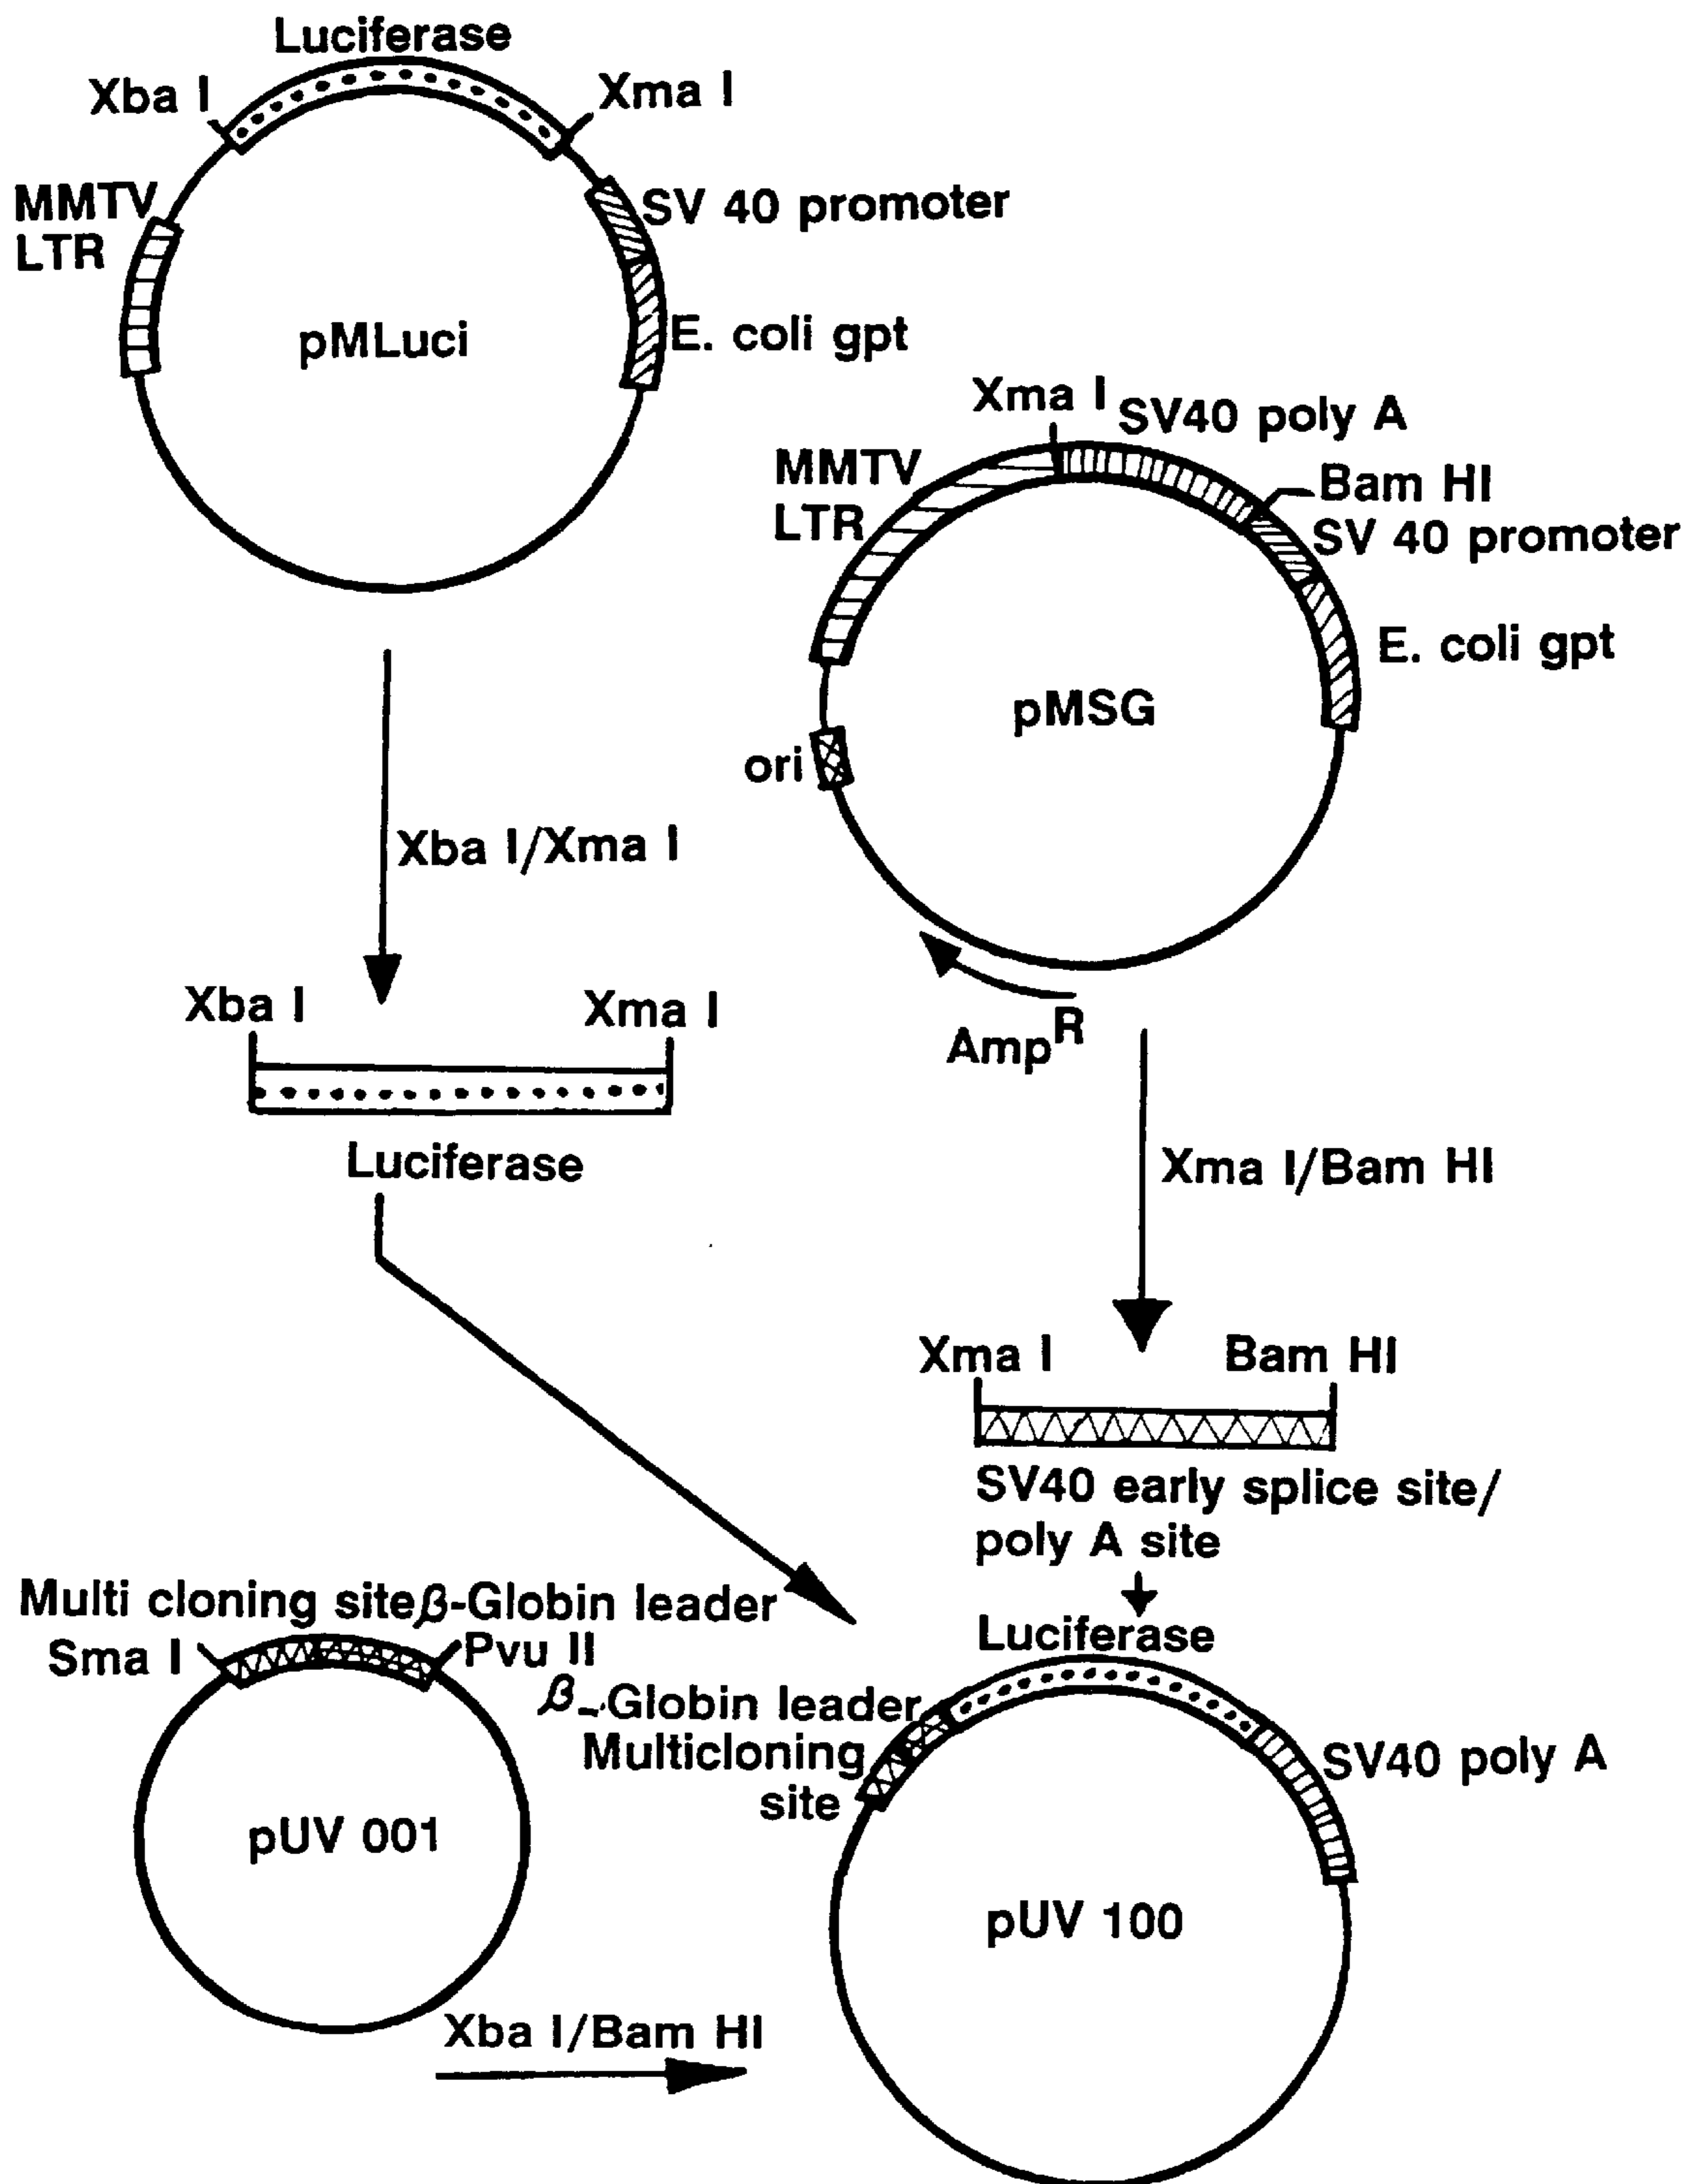 Luciferase
Xba I
Xma I
MMTV
LTR
SV 40 promoter
pMLuci
E. coli gpt
Xma I
SV40 poly A
MMTV
LTR
Bam HI
SV 40 promoter
E. coli gpt
pMSG
ori
Amp^R
Xba I/Xma I
Xba I
Xma I
Luciferase
Xma I/Bam HI
Xma I
Bam HI
SV40 early splice site/
poly A site
Multi cloning site
β-Globin leader
Sma I
Pvu II
pUV 001
Xba I/Bam HI
Luciferase
β-Globin leader
Multicloning
site
SV40 poly A
pUV 100